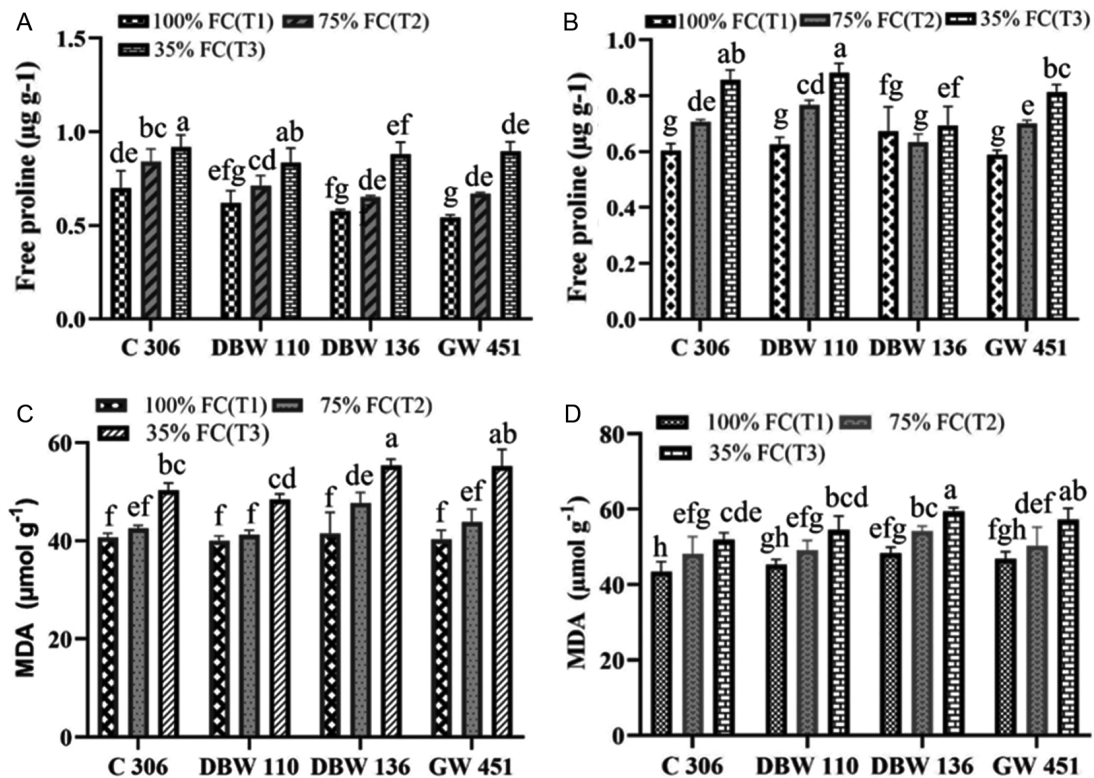 A
100% FC(T1) 75% FC(T2)
35% FC(T3)
Free proline (µg g-1)
1.5
1.0
0.5
0.0
de bc a
efg cd ab
fg de ef
g de de
C 306 DBW 110 DBW 136 GW 451
B
100% FC(T1) 75% FC(T2) 35% FC(T3)
Free proline (µg g-1)
1.0
0.8
0.6
0.4
0.2
0.0
g de ab
g cd a
fg g ef
g e bc
C 306 DBW 110 DBW 136 GW 451
C
100% FC(T1) 75% FC(T2)
35% FC(T3)
MDA (µmol g-1)
60
40
20
0
f ef bc
f f cd
f de a
f ef ab
C 306 DBW 110 DBW 136 GW 451
D
100% FC(T1) 75% FC(T2)
35% FC(T3)
MDA (µmol g-1)
80
60
40
20
0
h efg cde
gh efg bcd
efg bc a
fgh def ab
C 306 DBW 110 DBW 136 GW 451